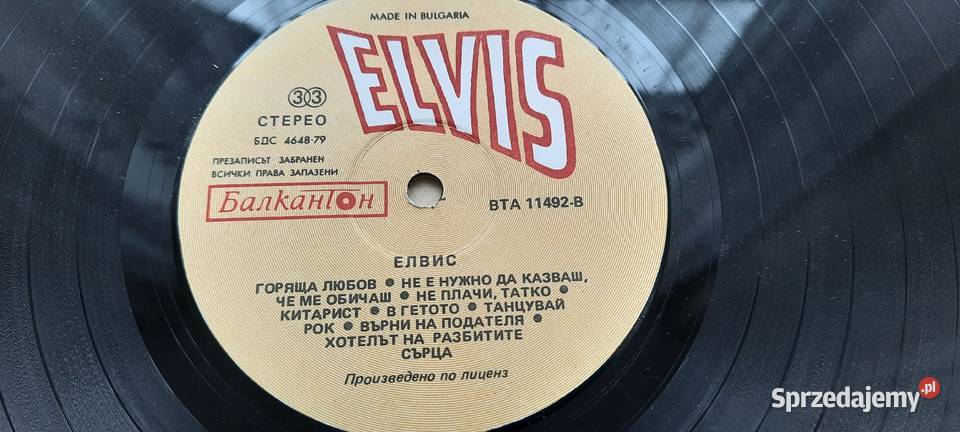 MADE IN BULGARIA
ELVIS
33
СТЕРЕО
БДС 4648-79
ПРЕЗАПИСЪТ ЗАБРАНЕН
ВСИЧКИ ПРАВА ЗАПАЗЕНИ
Балкантон
ВТА 11492-В
ЕЛВИС
ГОРЯЩА ЛЮБОВ • НЕ Е НУЖНО ДА КАЗВАШ,
ЧЕ МЕ ОБИЧАШ • НЕ ПЛАЧИ, ТАТКО •
КИТАРИСТ • В ГЕТОТО • ТАНЦУВАЙ
РОК • ВЪРНИ НА ПОДАТЕЛЯ •
ХОТЕЛЪТ НА РАЗБИТИТЕ
СЪРЦА
Произведено по лиценз
Sprzedajemy.pl